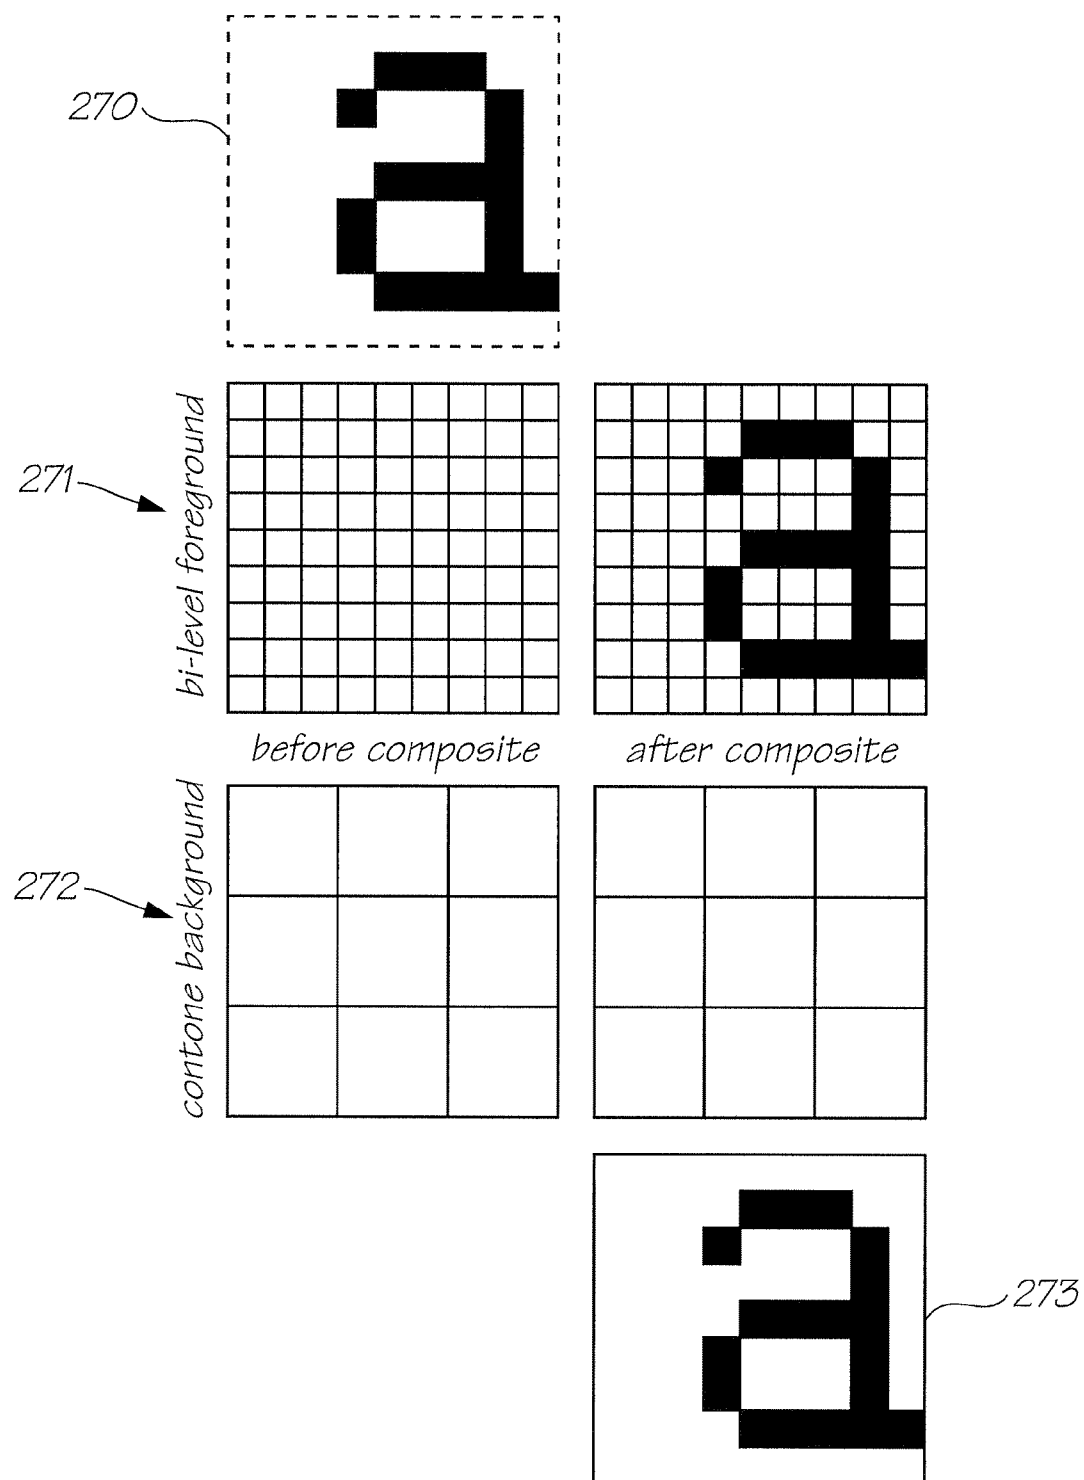 270
271
bi-level foreground
before composite
after composite
272
contone background
273
a
a
a